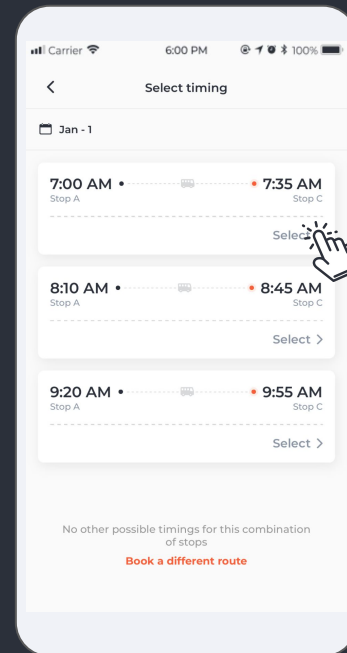 Carrier 6:00 PM 100%
Select timing
Jan - 1
7:00 AM 7:35 AM
Stop A Stop C
Select
8:10 AM 8:45 AM
Stop A Stop C
Select >
9:20 AM 9:55 AM
Stop A Stop C
Select >
No other possible timings for this combination
of stops
Book a different route